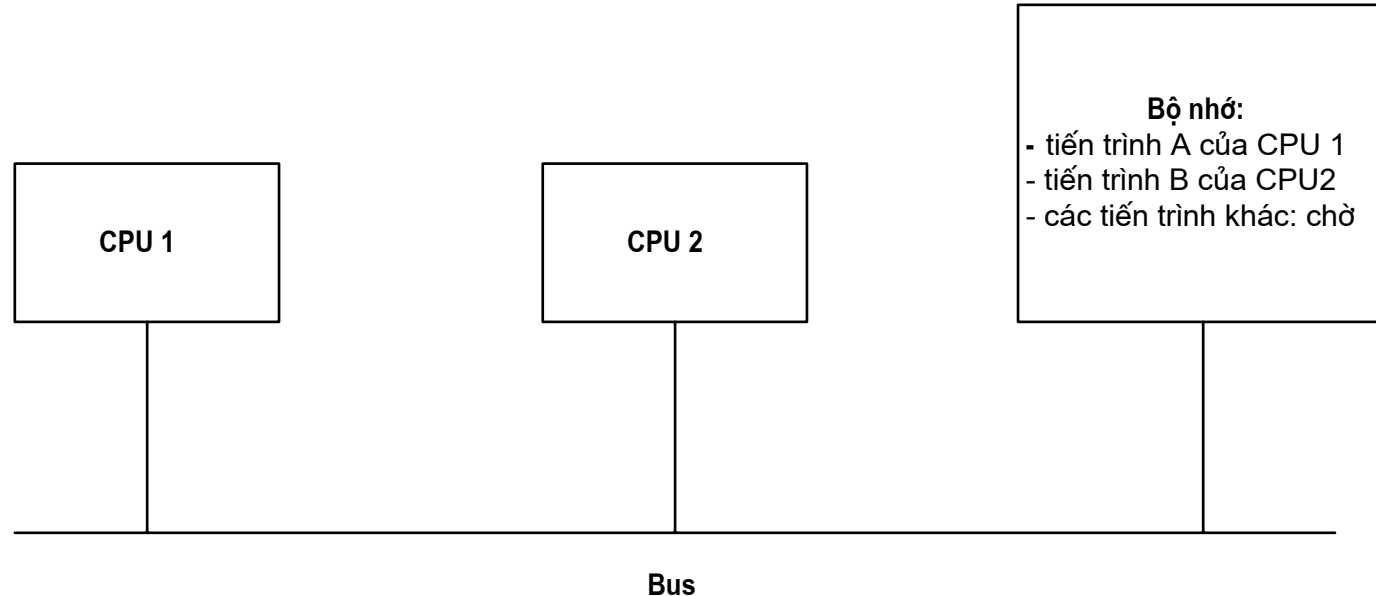 Bộ nhớ:
- tiến trình A của CPU 1
- tiến trình B của CPU2
- các tiến trình khác: chờ
CPU 1
CPU 2
Bus